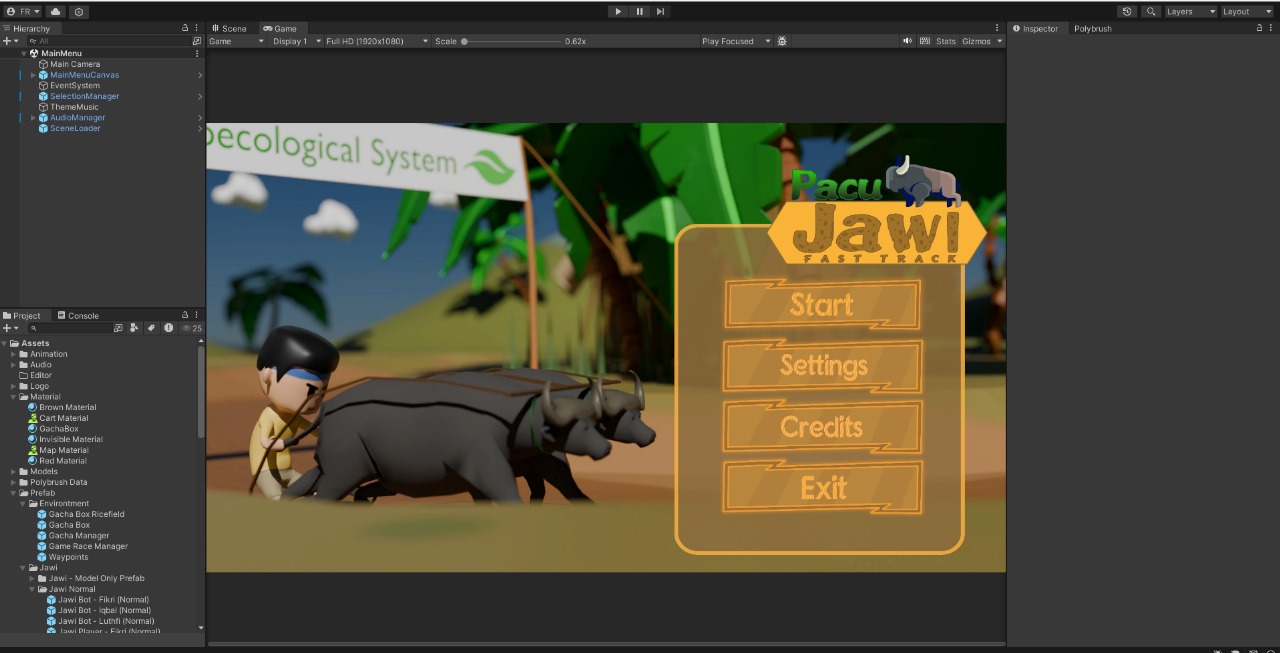 FR
Layers
Layout
Hierarchy
All
MainMenu
Main Camera
MainMenuCanvas
EventSystem
SelectionManager
ThemeMusic
AudioManager
SceneLoader
Project
Console
25
Assets
Animation
Audio
Editor
Logo
Material
Brown Material
Cart Material
GachaBox
Invisible Material
Map Material
Red Material
Models
Polybrush Data
Prefab
Environtment
Gacha Box Ricefield
Gacha Box
Gacha Manager
Game Race Manager
Waypoints
Jawi
Jawi - Model Only Prefab
Jawi Normal
Jawi Bot - Fikri (Normal)
Jawi Bot - Iqbal (Normal)
Jawi Bot - Luthfi (Normal)
Jawi Player - Fikri (Normal)
Scene
Game
Game
Display 1
Full HD (1920x1080)
Scale
0.62x
Play Focused
Stats
Gizmos
oecological System
Pacu
Jawi
FAST TRACK
Start
Settings
Credits
Exit
Inspector
Polybrush